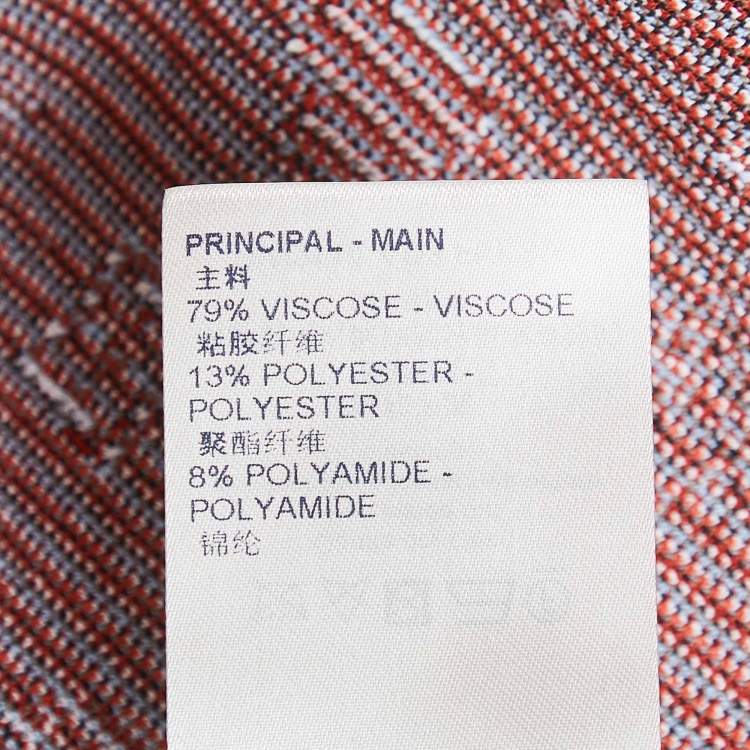 PRINCIPAL - MAIN
主料
79% VISCOSE - VISCOSE
粘胶纤维
13% POLYESTER -
POLYESTER
聚酯纤维
8% POLYAMIDE -
POLYAMIDE
锦纶